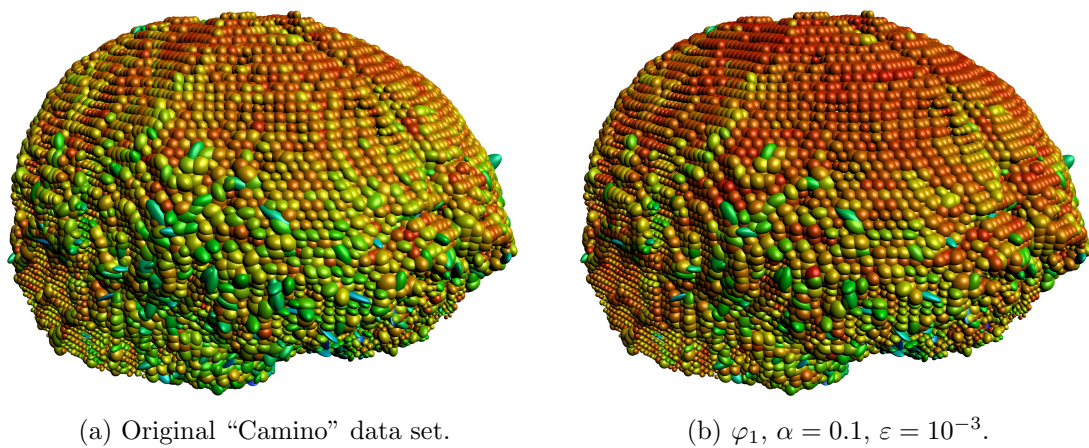 (a) Original “Camino” data set.
(b) φ₁, α = 0.1, ε = 10⁻³.